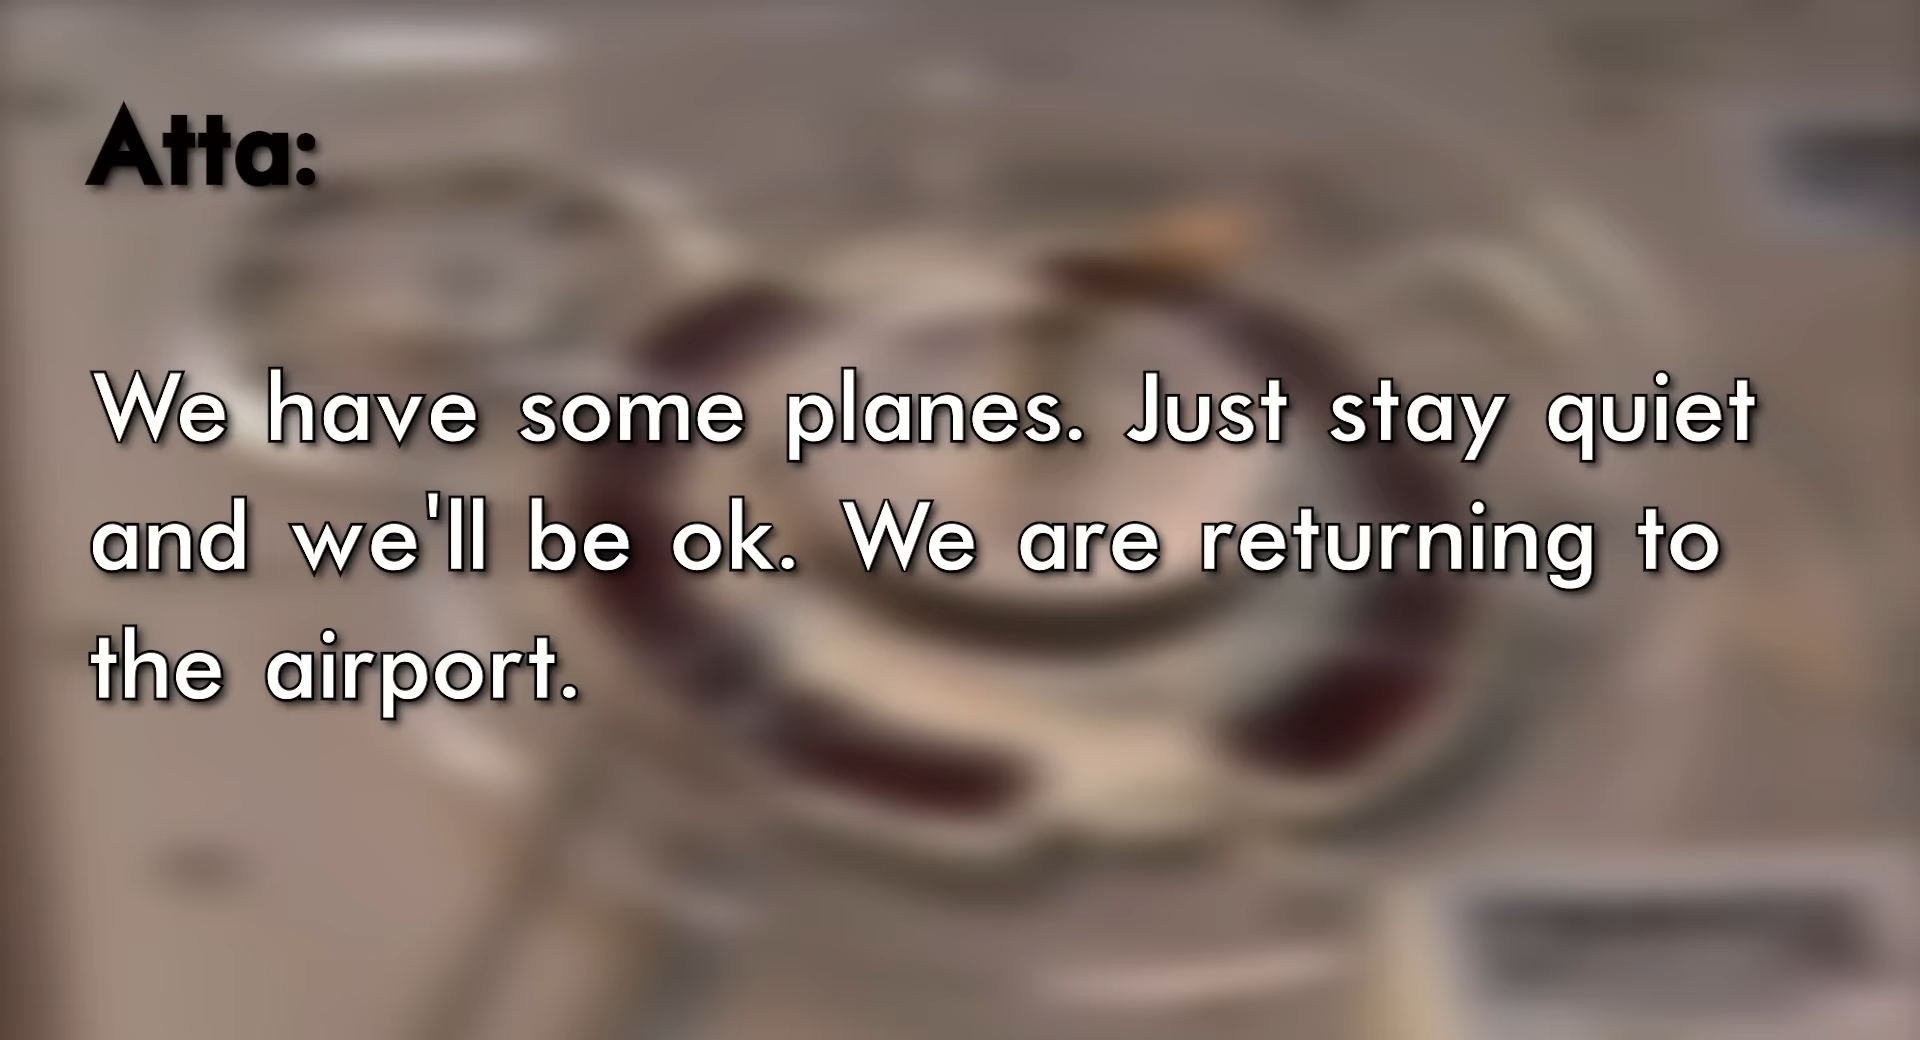 Atta:
We have some planes. Just stay quiet
and we'll be ok. We are returning to
the airport.